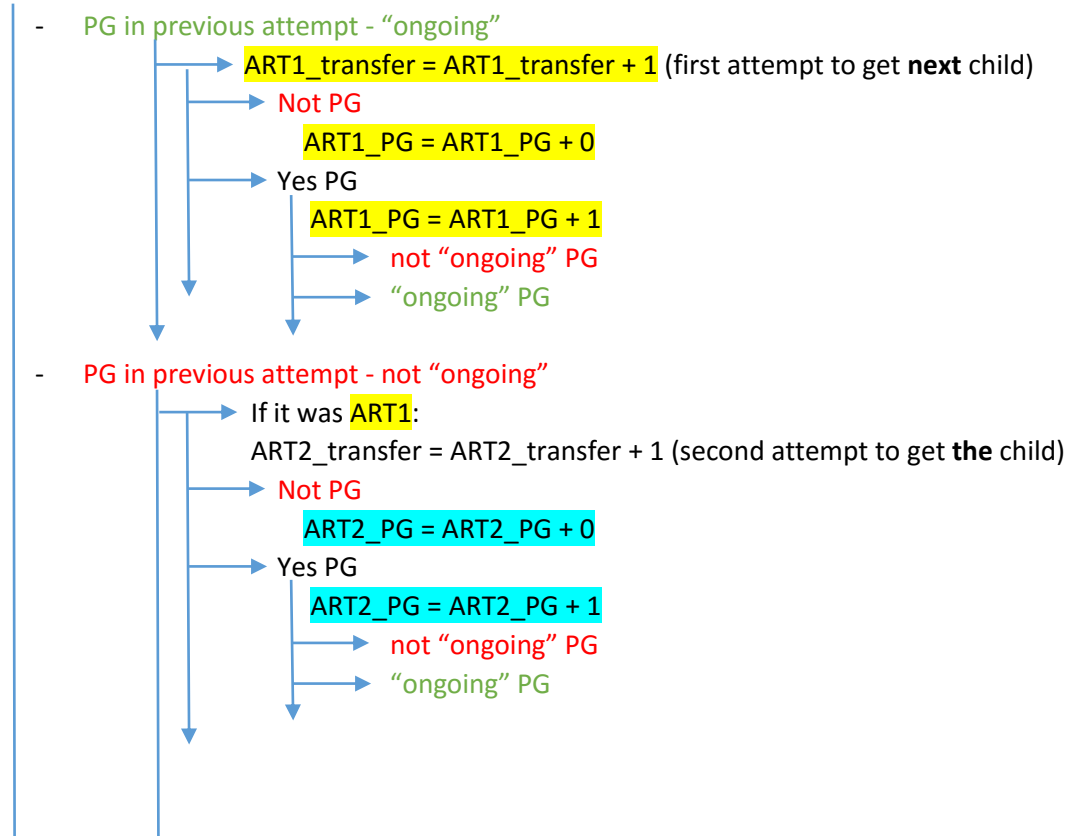 - PG in previous attempt - “ongoing”
ART1_transfer = ART1_transfer + 1 (first attempt to get next child)
Not PG
ART1_PG = ART1_PG + 0
Yes PG
ART1_PG = ART1_PG + 1
not “ongoing” PG
“ongoing” PG
- PG in previous attempt - not “ongoing”
If it was ART1:
ART2_transfer = ART2_transfer + 1 (second attempt to get the child)
Not PG
ART2_PG = ART2_PG + 0
Yes PG
ART2_PG = ART2_PG + 1
not “ongoing” PG
“ongoing” PG